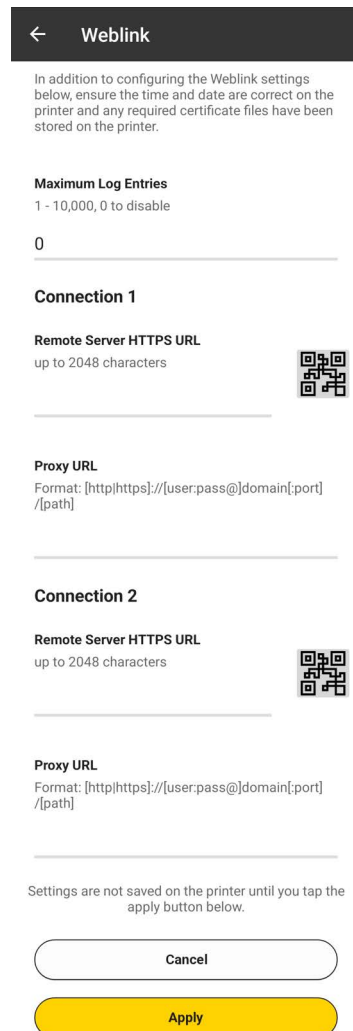 Weblink
In addition to configuring the Weblink settings
below, ensure the time and date are correct on the
printer and any required certificate files have been
stored on the printer.
Maximum Log Entries
1 - 10,000, 0 to disable
0
Connection 1
Remote Server HTTPS URL
up to 2048 characters
Proxy URL
Format: [http|https]://[user:pass@]domain[:port]
/[path]
Connection 2
Remote Server HTTPS URL
up to 2048 characters
Proxy URL
Format: [http|https]://[user:pass@]domain[:port]
/[path]
Settings are not saved on the printer until you tap the
apply button below.
Cancel
Apply